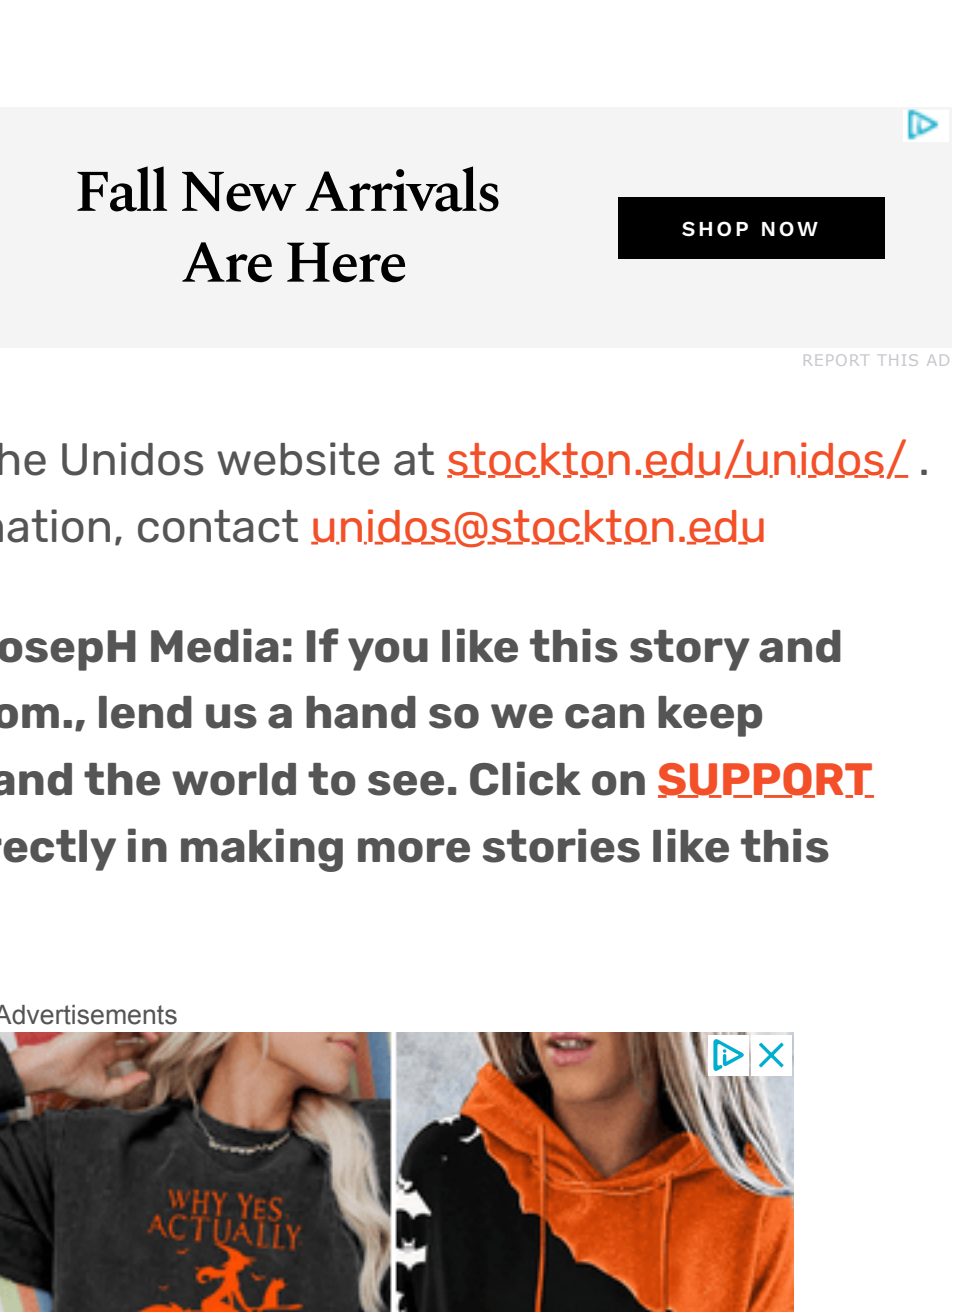 Fall New Arrivals
Are Here
SHOP NOW
REPORT THIS AD
he Unidos website at stockton.edu/unidos/ .
nation, contact unidos@stockton.edu
osepH Media: If you like this story and
om., lend us a hand so we can keep
and the world to see. Click on SUPPORT
rectly in making more stories like this
Advertisements
WHY YES
ACTUALLY